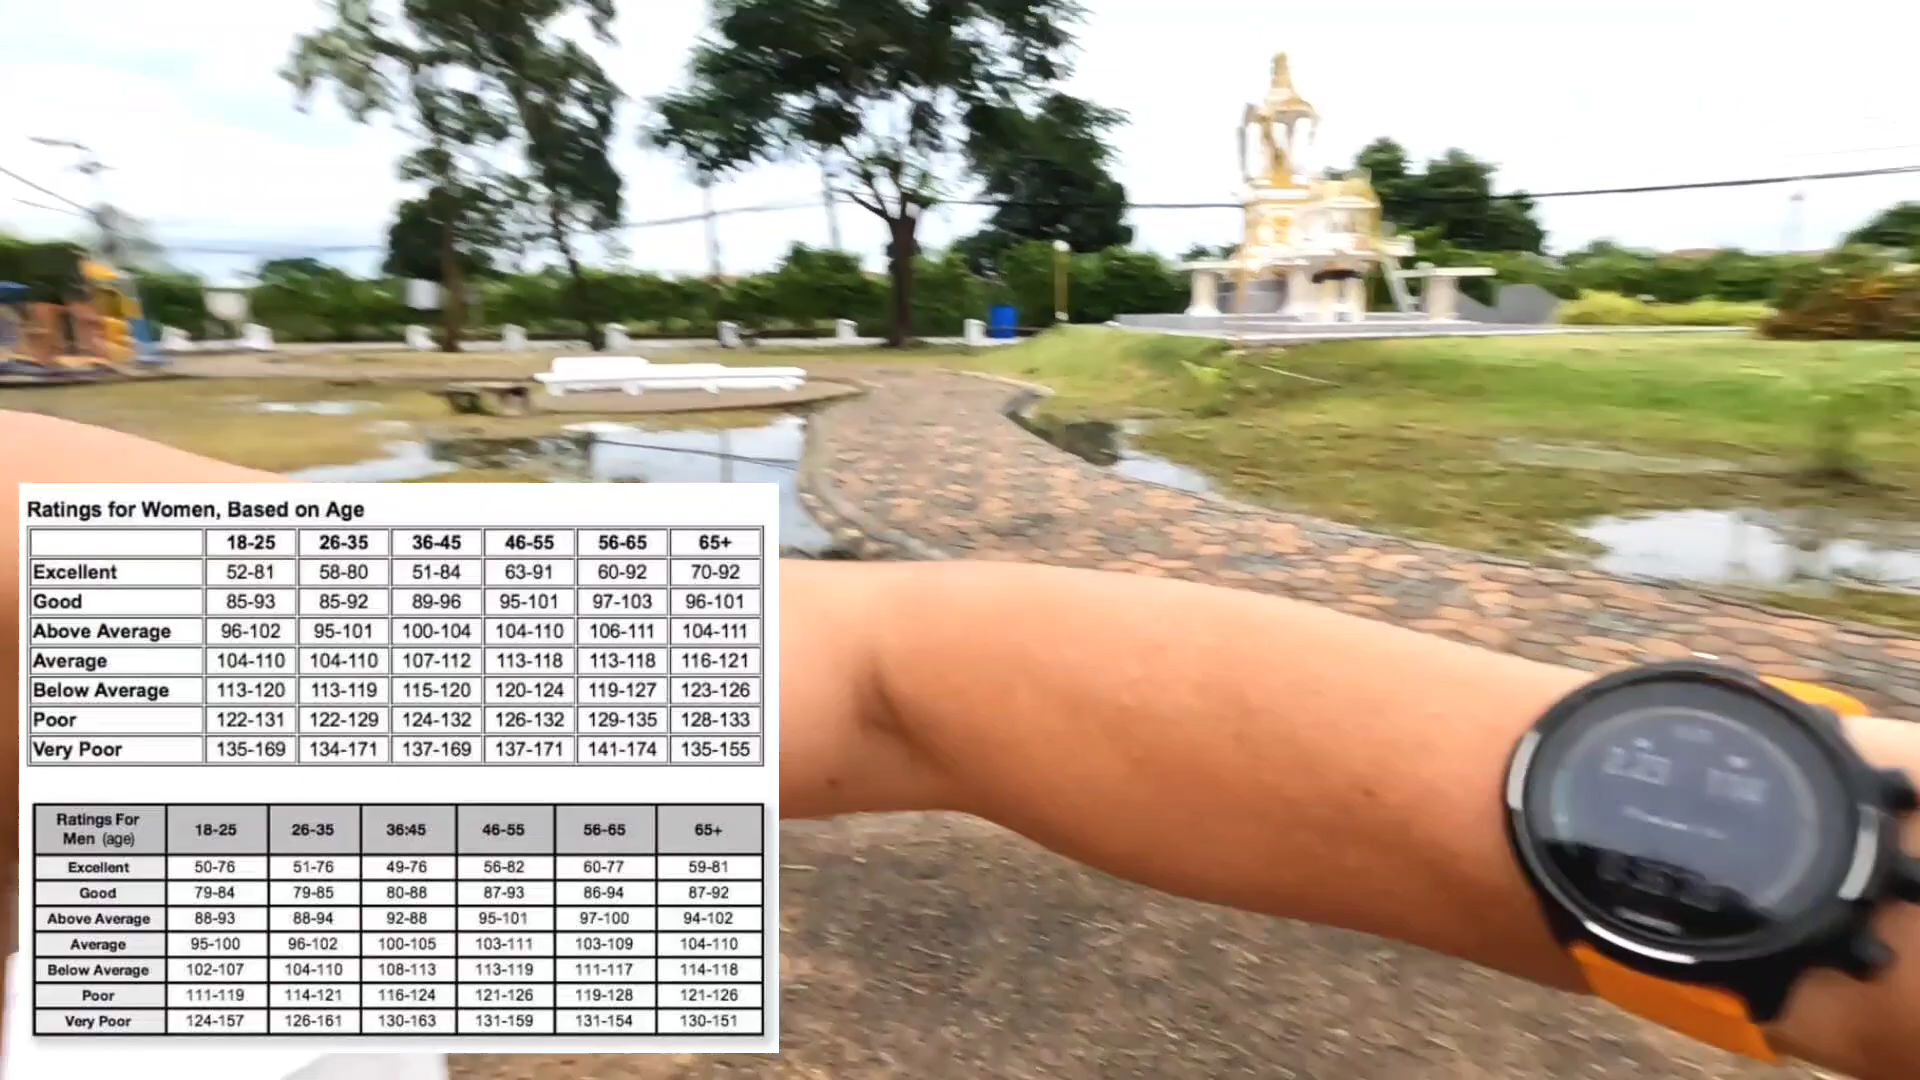 Ratings for Women, Based on Age
18-25 26-35 36-45 46-55 56-65 65+
Excellent 52-81 58-80 51-84 63-91 60-92 70-92
Good 85-93 85-92 89-96 95-101 97-103 96-101
Above Average 96-102 95-101 100-104 104-110 106-111 104-111
Average 104-110 104-110 107-112 113-118 113-118 116-121
Below Average 113-120 113-119 115-120 120-124 119-127 123-126
Poor 122-131 122-129 124-132 126-132 129-135 128-133
Very Poor 135-169 134-171 137-169 137-171 141-174 135-155
Ratings For
Men (age) 18-25 26-35 36:45 46-55 56-65 65+
Excellent 50-76 51-76 49-76 56-82 60-77 59-81
Good 79-84 79-85 80-88 87-93 86-94 87-92
Above Average 88-93 88-94 92-88 95-101 97-100 94-102
Average 95-100 96-102 100-105 103-111 103-109 104-110
Below Average 102-107 104-110 108-113 113-119 111-117 114-118
Poor 111-119 114-121 116-124 121-126 119-128 121-126
Very Poor 124-157 126-161 130-163 131-159 131-154 130-151